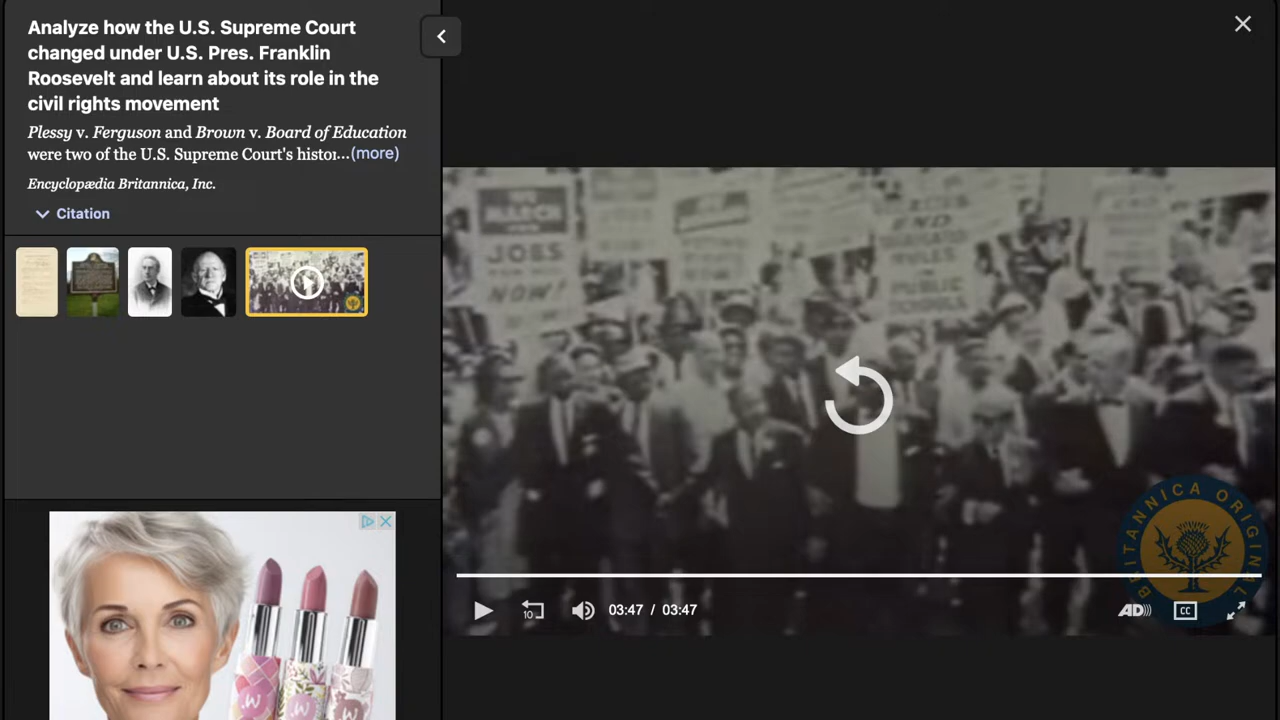 Analyze how the U.S. Supreme Court
changed under U.S. Pres. Franklin
Roosevelt and learn about its role in the
civil rights movement
Plessy v. Ferguson and Brown v. Board of Education
were two of the U.S. Supreme Court's histor...(more)
Encyclopædia Britannica, Inc.
Citation
MARCH
JOBS
NOW!
END
PUBLIC
BRITANNICA ORIGINAL
10
03:47 / 03:47
AD
CC
W.